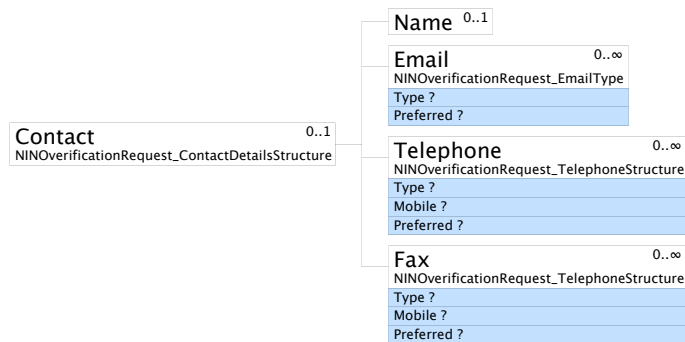 Name 0..1
Email 0..∞
NINOverificationRequest_EmailType
Type ?
Preferred ?
Contact 0..1
NINOverificationRequest_ContactDetailsStructure
Telephone 0..∞
NINOverificationRequest_TelephoneStructure
Type ?
Mobile ?
Preferred ?
Fax 0..∞
NINOverificationRequest_TelephoneStructure
Type ?
Mobile ?
Preferred ?